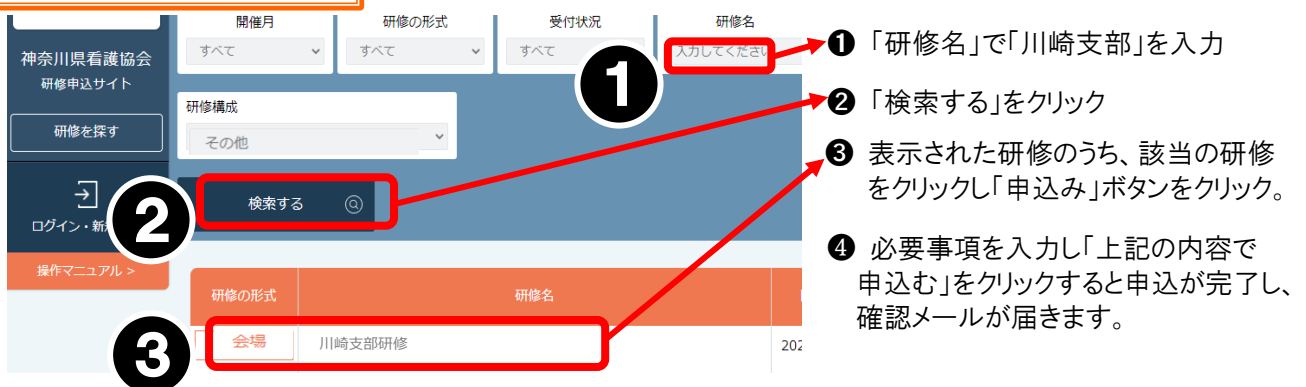 開催月
研修の形式
受付状況
研修名
すべて
すべて
すべて
入力してください
神奈川県看護協会
研修申込サイト
研修を探す
研修構成
その他
検索する
ログイン・新
操作マニュアル >
研修の形式
研修名
会場
川崎支部研修
202
1
2
3
❶ 「研修名」で「川崎支部」を入力
❷ 「検索する」をクリック
❸ 表示された研修のうち、該当の研修
をクリックし「申込み」ボタンをクリック。
❹ 必要事項を入力し「上記の内容で
申込む」をクリックすると申込が完了し、
確認メールが届きます。